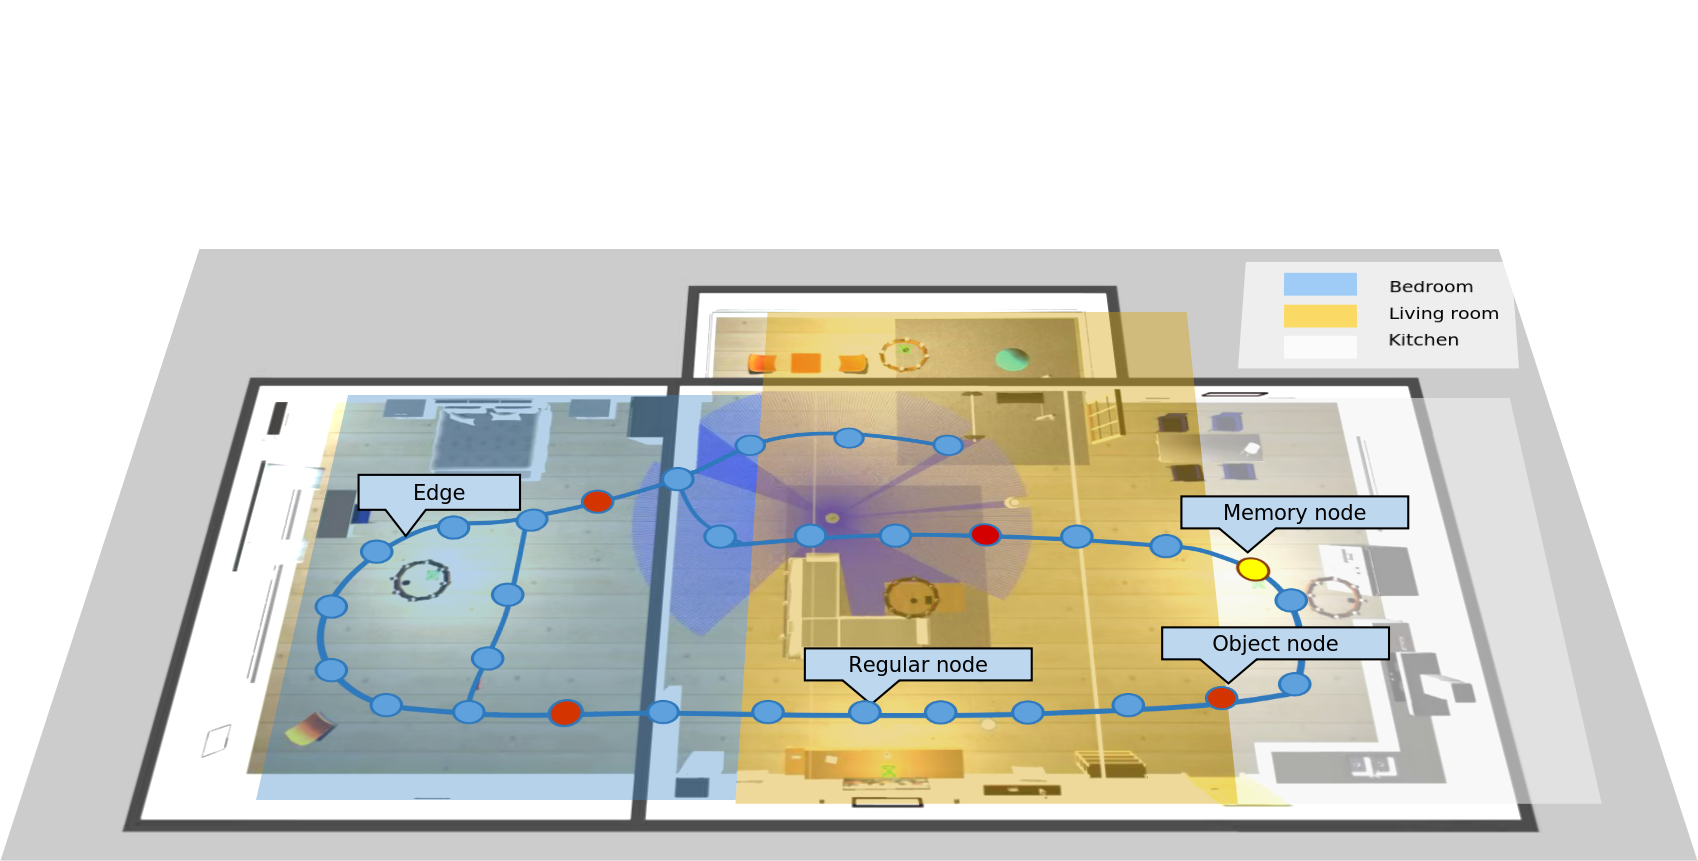 Bedroom
Living room
Kitchen
Edge
Memory node
Object node
Regular node